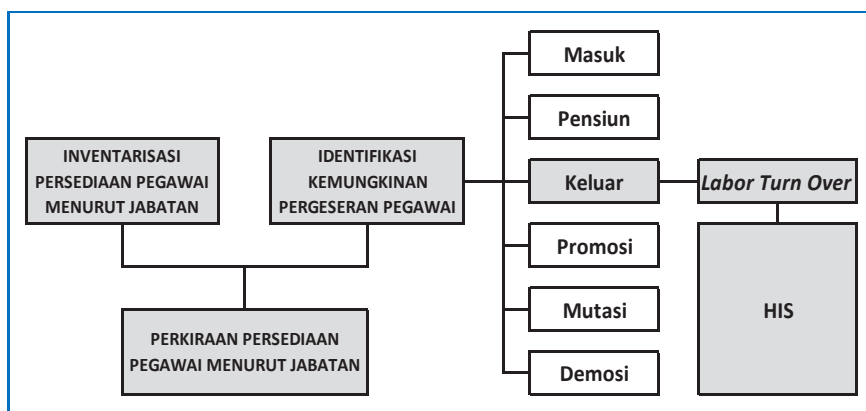 INVENTARISASI
PERSEDIAAN PEGAWAI
MENURUT JABATAN
IDENTIFIKASI
KEMUNGKINAN
PERGESERAN PEGAWAI
PERKIRAAN PERSEDIAAN
PEGAWAI MENURUT JABATAN
Masuk
Pensiun
Keluar
Promosi
Mutasi
Demosi
Labor Turn Over
HIS